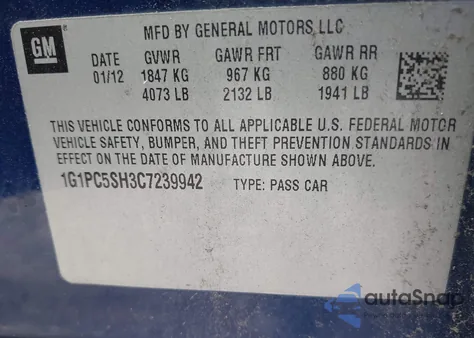 GM
MFD BY GENERAL MOTORS LLC
DATE GVWR GAWR FRT GAWR RR
01/12 1847 KG 967 KG 880 KG
4073 LB 2132 LB 1941 LB
THIS VEHICLE CONFORMS TO ALL APPLICABLE U.S. FEDERAL MOTOR
VEHICLE SAFETY, BUMPER, AND THEFT PREVENTION STANDARDS IN
EFFECT ON THE DATE OF MANUFACTURE SHOWN ABOVE.
1G1PC5SH3C7239942 TYPE: PASS CAR
autoSnap